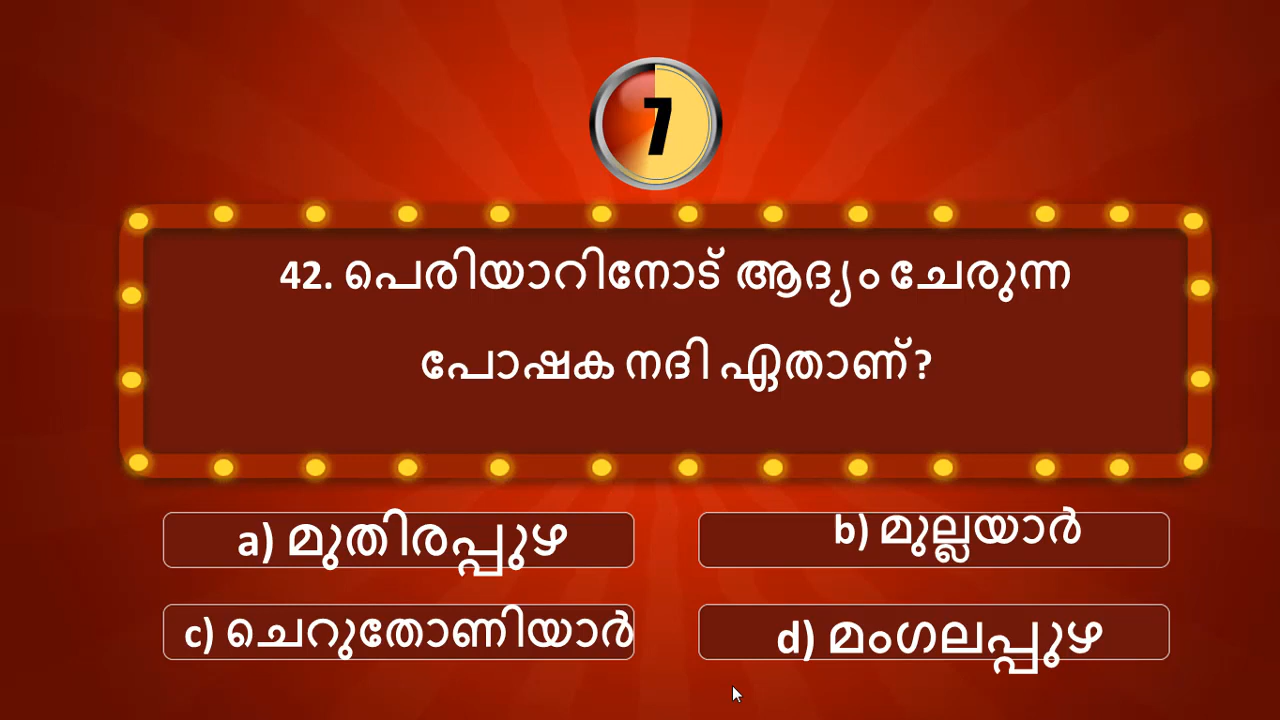 7
42. പെരിയാറിനോട് ആദ്യം ചേരുന്ന
പോഷക നദി ഏതാണ്?
a) മുതിരപ്പുഴ
b) മുല്ലയാർ
c) ചെറുതോണിയാർ
d) മംഗലപ്പുഴ